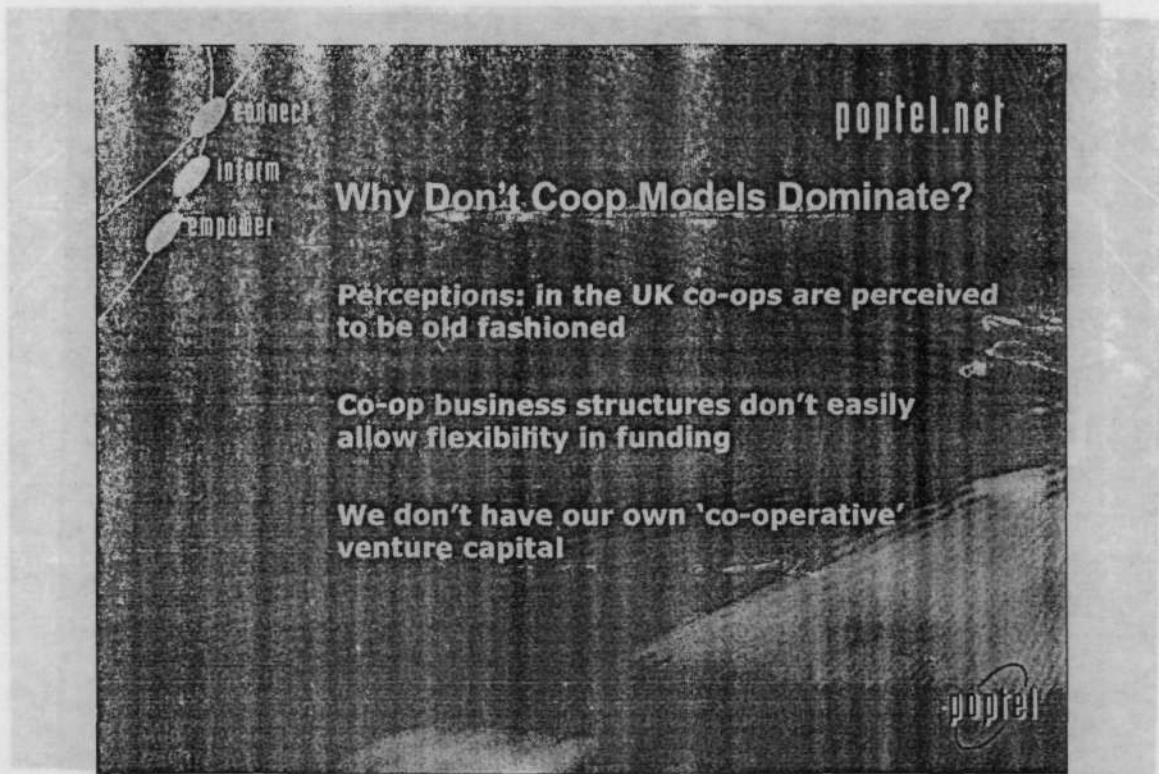 connect
inform
empower
poptel.net
Why Don't Coop Models Dominate?
Perceptions: in the UK co-ops are perceived
to be old fashioned
Co-op business structures don't easily
allow flexibility in funding
We don't have our own 'co-operative'
venture capital
poptel